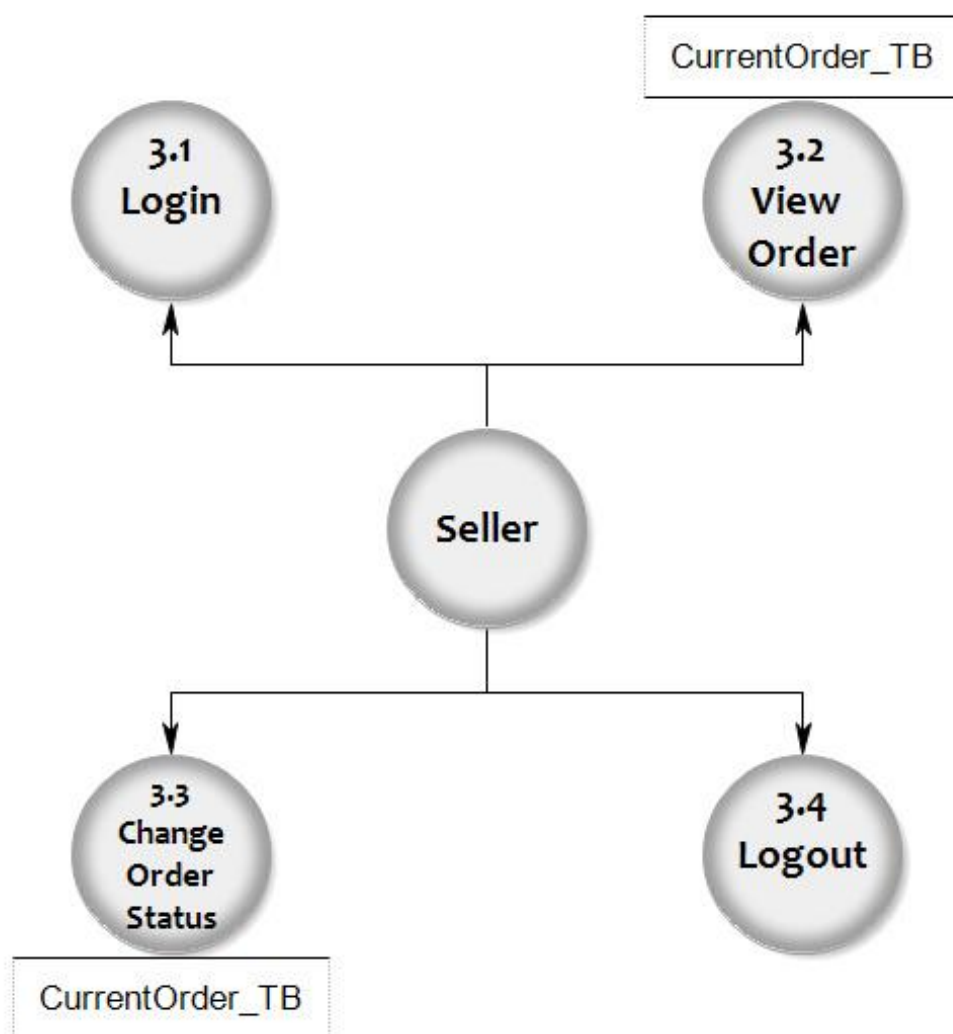 CurrentOrder_TB
3.1
Login
3.2
View
Order
Seller
3.3
Change
Order
Status
3.4
Logout
CurrentOrder_TB